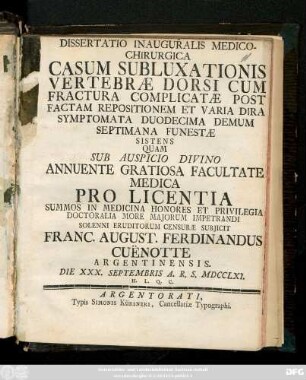 DISSERTATIO INAUGURALIS MEDICO-
CHIRURGICA
CASUM SUBLUXATIONIS
VERTEBRÆ DORSI CUM
FRACTURA COMPLICATÆ POST
FACTAM REPOSITIONEM ET VARIA DIRA
SYMPTOMATA DUODECIMA DEMUM
SEPTIMANA FUNESTÆ
SISTENS
QUAM
SUB AUSPICIO DIVINO
ANNUENTE GRATIOSA FACULTATE
MEDICA
PRO LICENTIA
SUMMOS IN MEDICINA HONORES ET PRIVILEGIA
DOCTORALIA MORE MAJORUM IMPETRANDI
SOLENNI ERUDITORUM CENSURÆ SUBJICIT
FRANC. AUGUST. FERDINANDUS
CUËNOTTE
ARGENTINENSIS.
DIE XXX. SEPTEMBRIS A. R. S. MDCCLXI.
H. L. Q. C.
ARGENTORATI,
Typis SIMONIS KÜRSNERI, Cancellariæ Typographi.